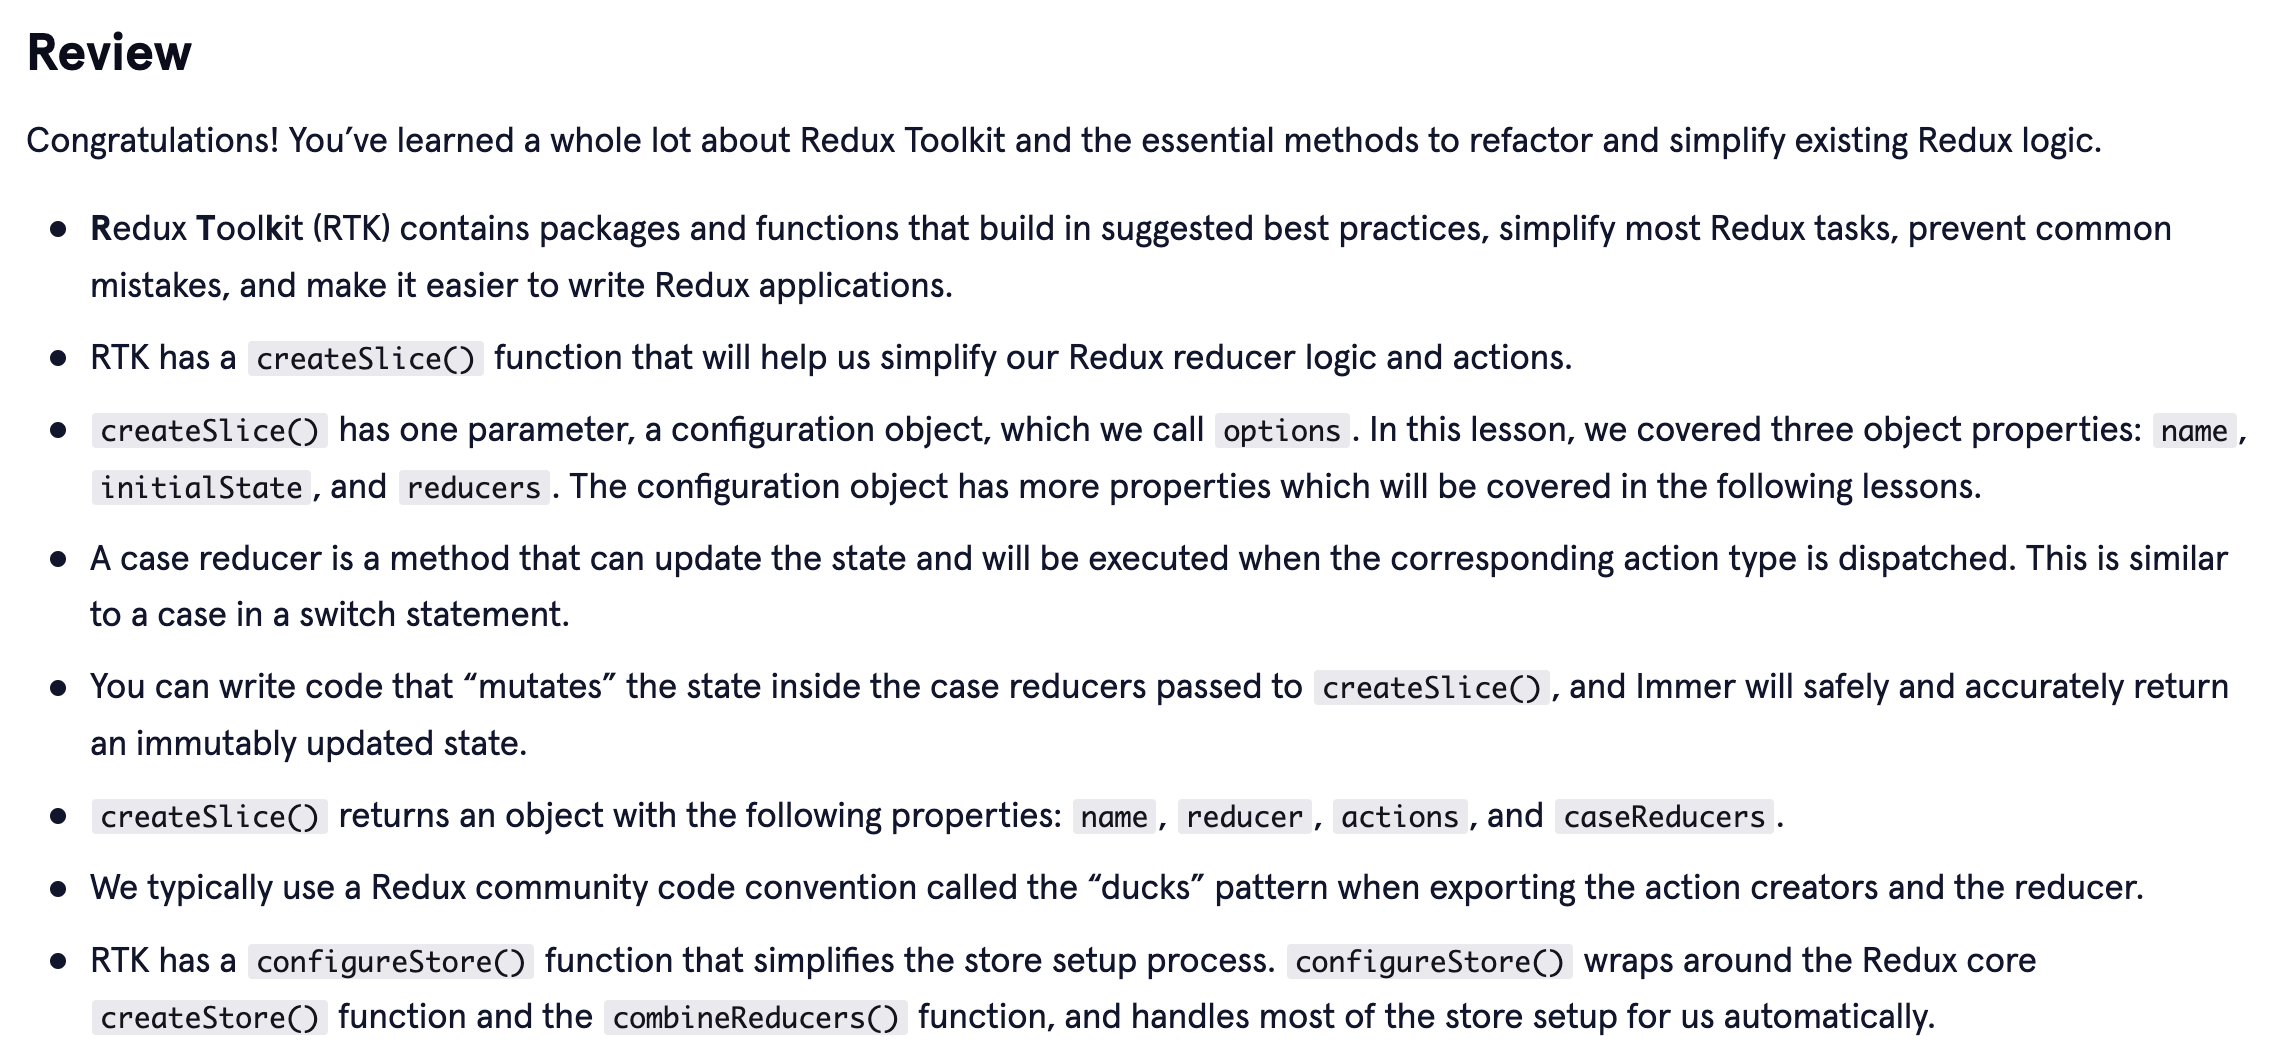 Review
Congratulations! You’ve learned a whole lot about Redux Toolkit and the essential methods to refactor and simplify existing Redux logic.
● Redux Toolkit (RTK) contains packages and functions that build in suggested best practices, simplify most Redux tasks, prevent common
mistakes, and make it easier to write Redux applications.
● RTK has a createSlice() function that will help us simplify our Redux reducer logic and actions.
● createSlice() has one parameter, a configuration object, which we call options. In this lesson, we covered three object properties: name,
initialState, and reducers. The configuration object has more properties which will be covered in the following lessons.
● A case reducer is a method that can update the state and will be executed when the corresponding action type is dispatched. This is similar
to a case in a switch statement.
● You can write code that “mutates” the state inside the case reducers passed to createSlice(), and Immer will safely and accurately return
an immutably updated state.
● createSlice() returns an object with the following properties: name, reducer, actions, and caseReducers.
● We typically use a Redux community code convention called the “ducks” pattern when exporting the action creators and the reducer.
● RTK has a configureStore() function that simplifies the store setup process. configureStore() wraps around the Redux core
createStore() function and the combineReducers() function, and handles most of the store setup for us automatically.